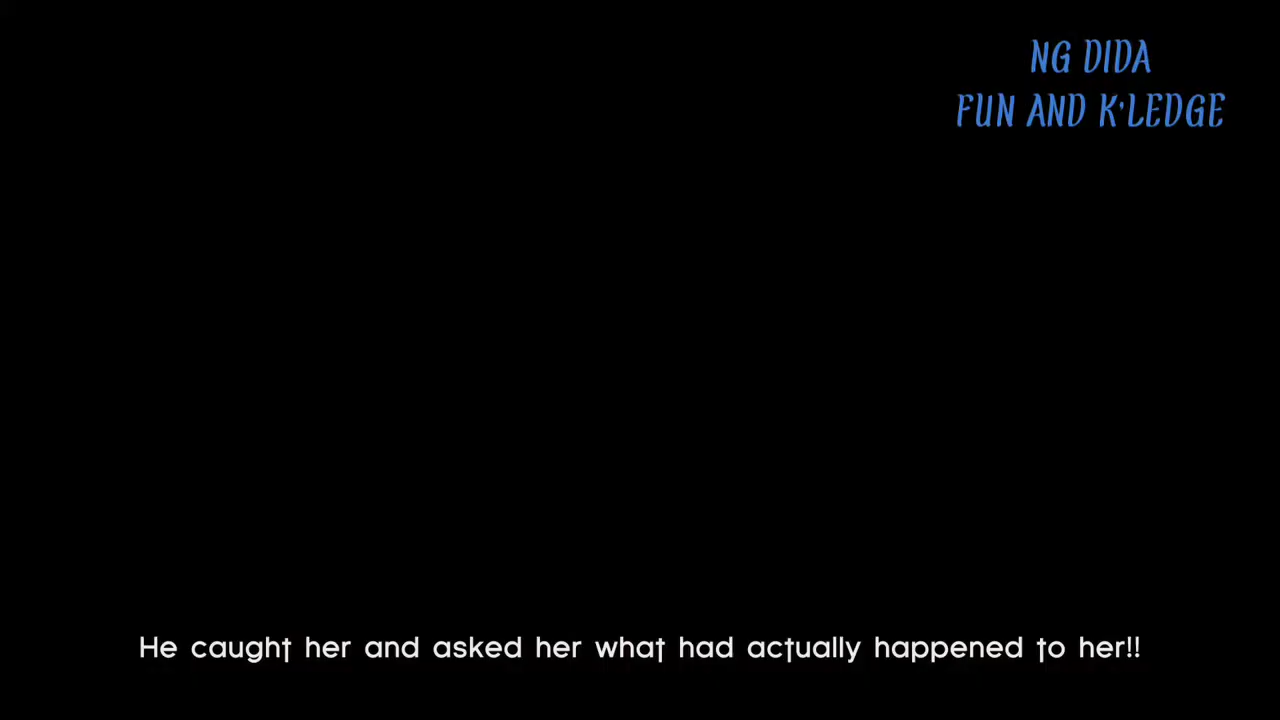 NG DIDA
FUN AND K'LEDGE
He caught her and asked her what had actually happened to her!!